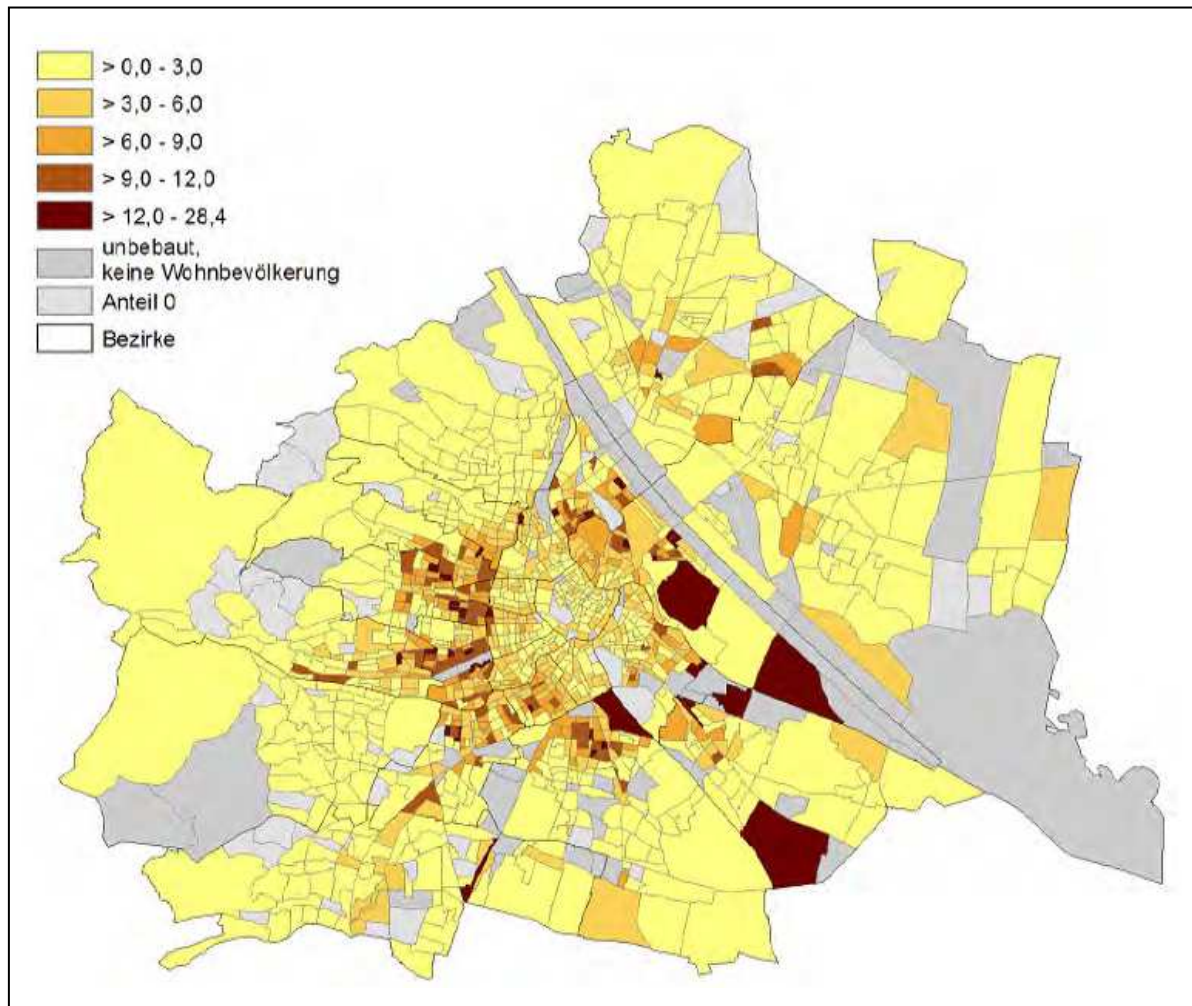 > 0,0 - 3,0
> 3,0 - 6,0
> 6,0 - 9,0
> 9,0 - 12,0
> 12,0 - 28,4
unbebaut,
keine Wohnbevölkerung
Anteil 0
Bezirke